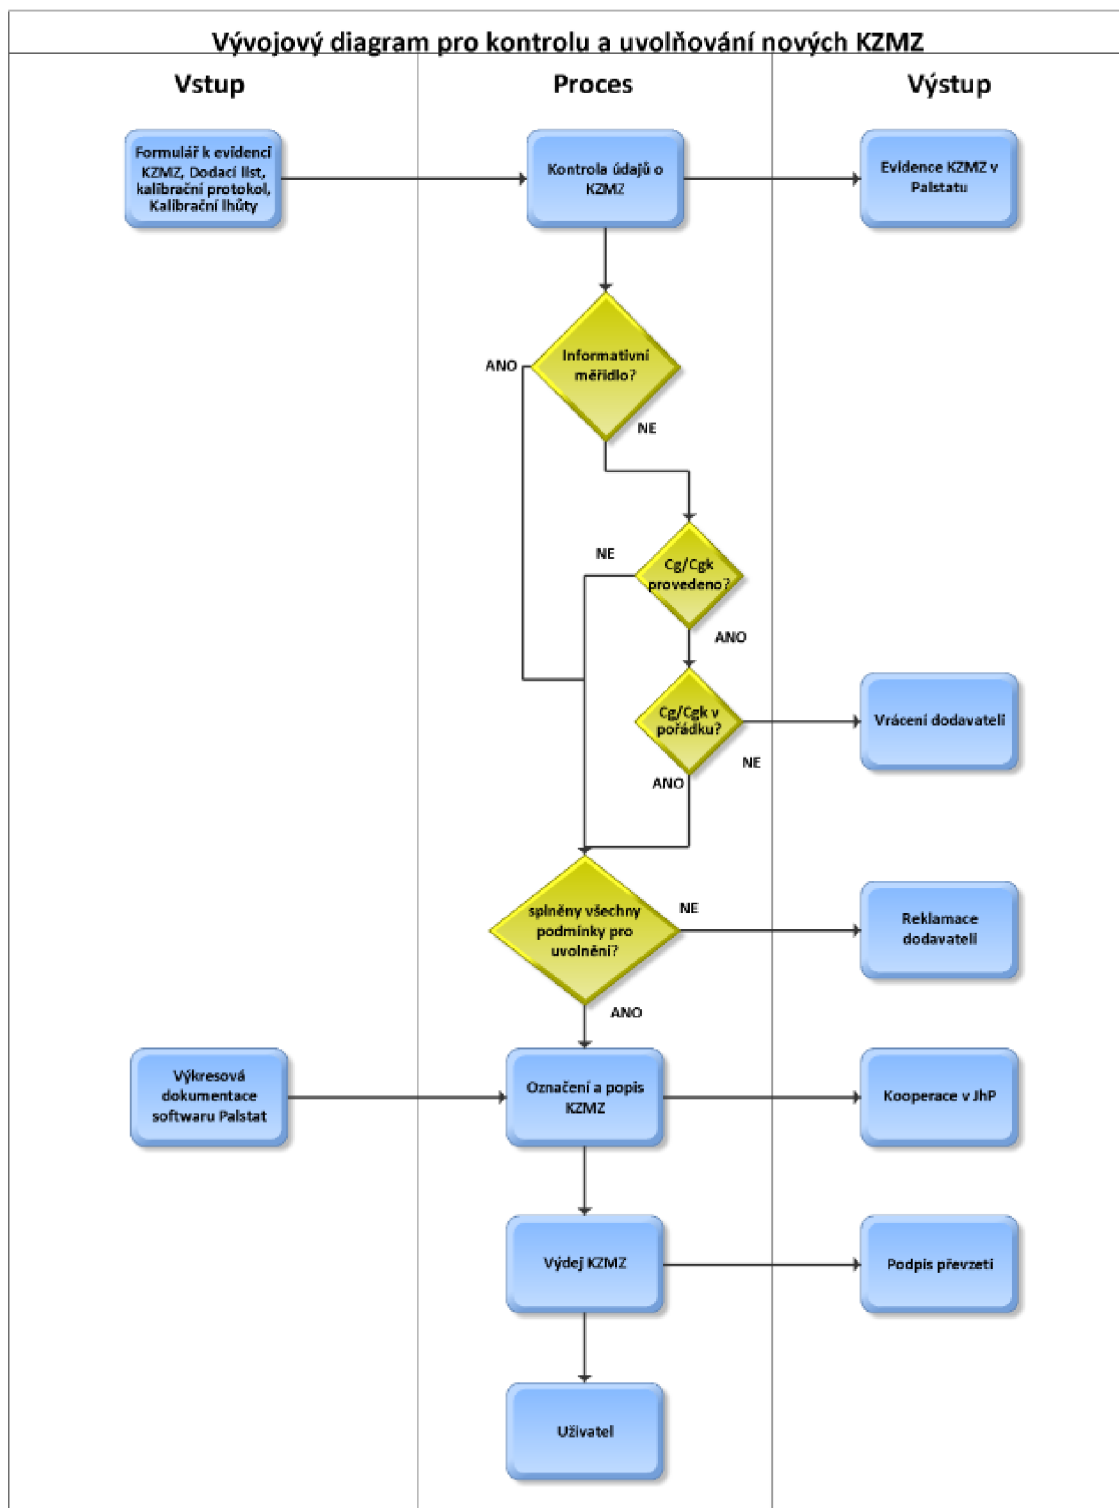 Vývojový diagram pro kontrolu a uvolňování nových KZMZ
Vstup
Proces
Výstup
Formulář k evidenci
KZMZ, Dodací list,
kalibrační protokol,
Kalibrační lhůty
Kontrola údajů o
KZMZ
Evidence KZMZ v
Palstatu
Informativní
měřidlo?
ANO
NE
Cg/Cgk
provedeno?
NE
ANO
Cg/Cgk v
pořádku?
NE
ANO
Vrácení dodavateli
splněny všechny
podmínky pro
uvolnění?
NE
ANO
Reklamace
dodavateli
Výkresová
dokumentace
softwaru Palstat
Označení a popis
KZMZ
Kooperace v JhP
Výdej KZMZ
Podpis převzetí
Uživatel